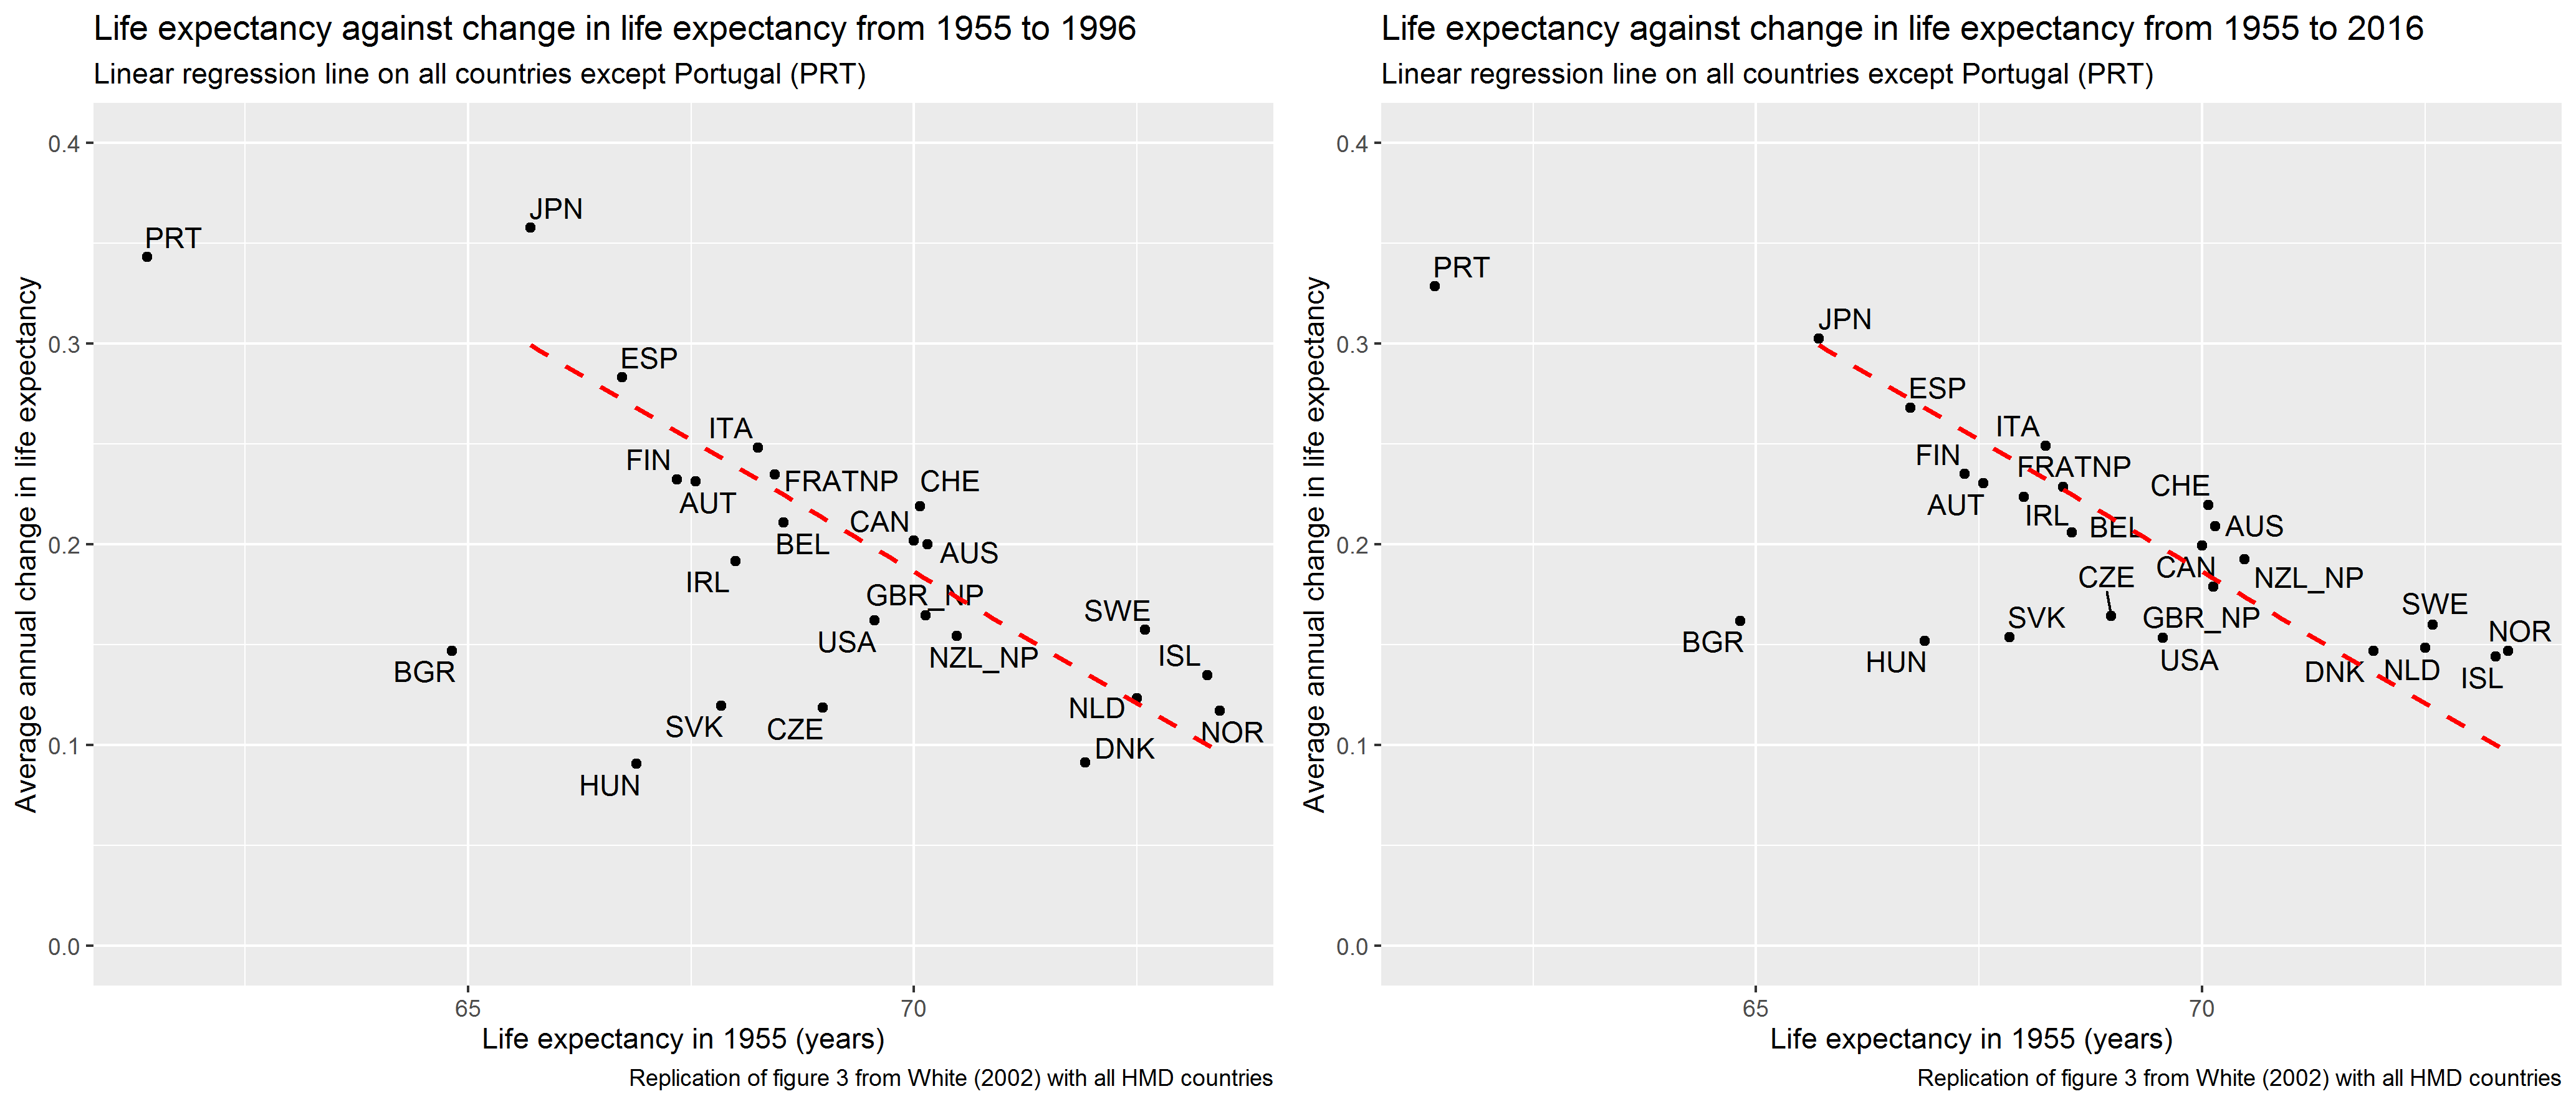 Life expectancy against change in life expectancy from 1955 to 1996
Linear regression line on all countries except Portugal (PRT)
Average annual change in life expectancy
0.4
0.3
0.2
0.1
0.0
JPN
PRT
ESP
ITA
FIN
FRATNP
CHE
AUT
CAN
BEL
AUS
IRL
GBR_NP
SWE
USA
NZL_NP
ISL
BGR
NLD
SVK
CZE
NOR
DNK
HUN
65
70
Life expectancy in 1955 (years)
Replication of figure 3 from White (2002) with all HMD countries
Life expectancy against change in life expectancy from 1955 to 2016
Linear regression line on all countries except Portugal (PRT)
Average annual change in life expectancy
0.4
0.3
0.2
0.1
0.0
PRT
JPN
ESP
ITA
FIN
FRATNP
CHE
AUT
IRL
BEL
AUS
CAN
CZE
NZL_NP
SWE
SVK
GBR_NP
NOR
BGR
HUN
USA
DNK
NLD
ISL
65
70
Life expectancy in 1955 (years)
Replication of figure 3 from White (2002) with all HMD countries